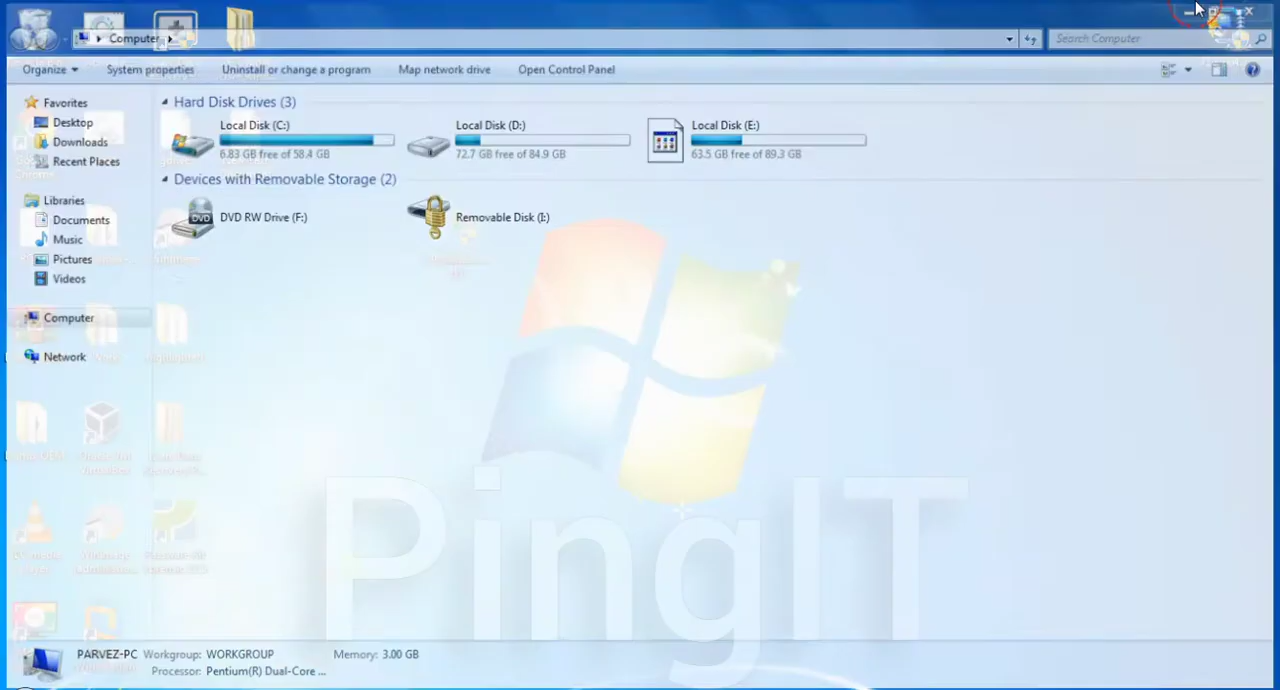 Computer
Search Computer
Organize
System properties
Uninstall or change a program
Map network drive
Open Control Panel
Favorites
Desktop
Downloads
Recent Places
Libraries
Documents
Music
Pictures
Videos
Computer
Network
Hard Disk Drives (3)
Local Disk (C:)
6.83 GB free of 58.4 GB
Local Disk (D:)
72.7 GB free of 84.9 GB
Local Disk (E:)
63.5 GB free of 89.3 GB
Devices with Removable Storage (2)
DVD RW Drive (F:)
DVD
Removable Disk (I:)
PingIT
PARVEZ-PC
Workgroup: WORKGROUP
Memory: 3.00 GB
Processor: Pentium(R) Dual-Core ...